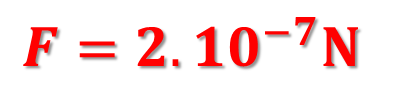 F = 2. 10⁻⁷N